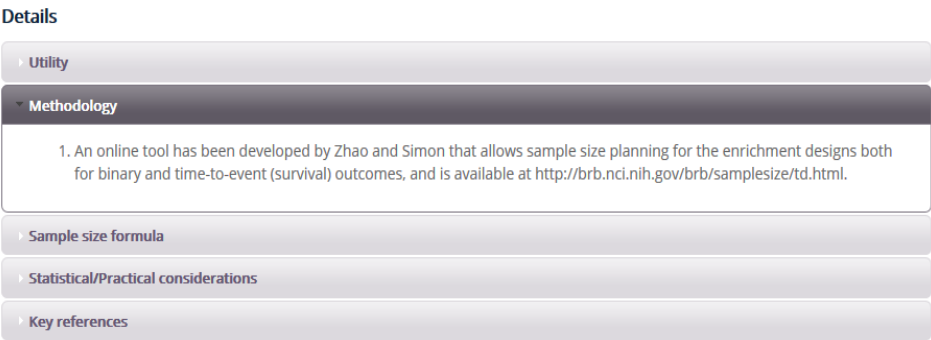 Details
Utility
Methodology
1. An online tool has been developed by Zhao and Simon that allows sample size planning for the enrichment designs both
for binary and time-to-event (survival) outcomes, and is available at http://brb.nci.nih.gov/brb/samplesize/td.html.
Sample size formula
Statistical/Practical considerations
Key references